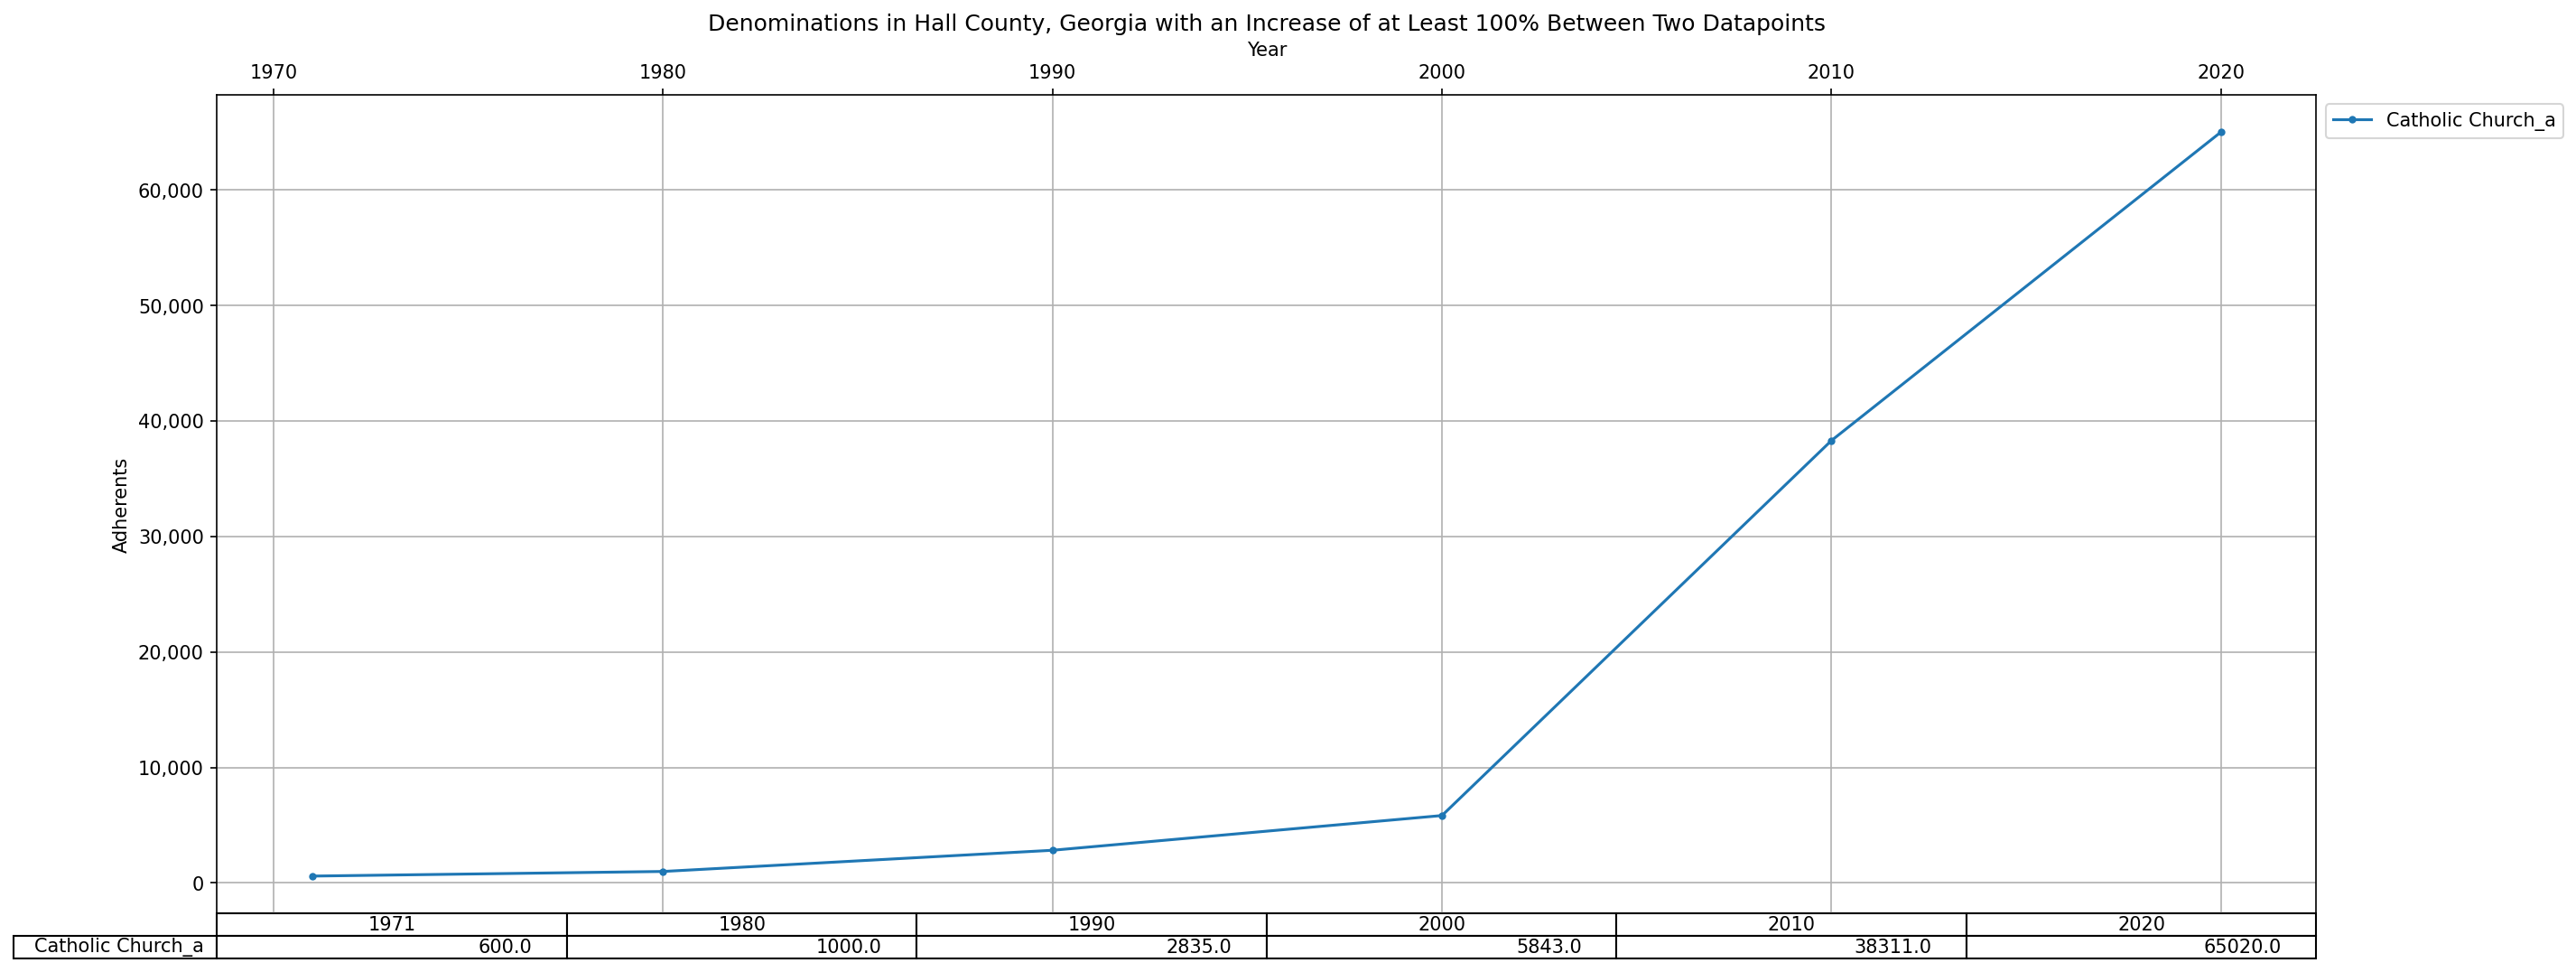 Denominations in Hall County, Georgia with an Increase of at Least 100% Between Two Datapoints
Year
1970 1980 1990 2000 2010 2020
Catholic Church_a
Adherents
60,000
50,000
40,000
30,000
20,000
10,000
0
1971 1980 1990 2000 2010 2020
Catholic Church_a 600.0 1000.0 2835.0 5843.0 38311.0 65020.0